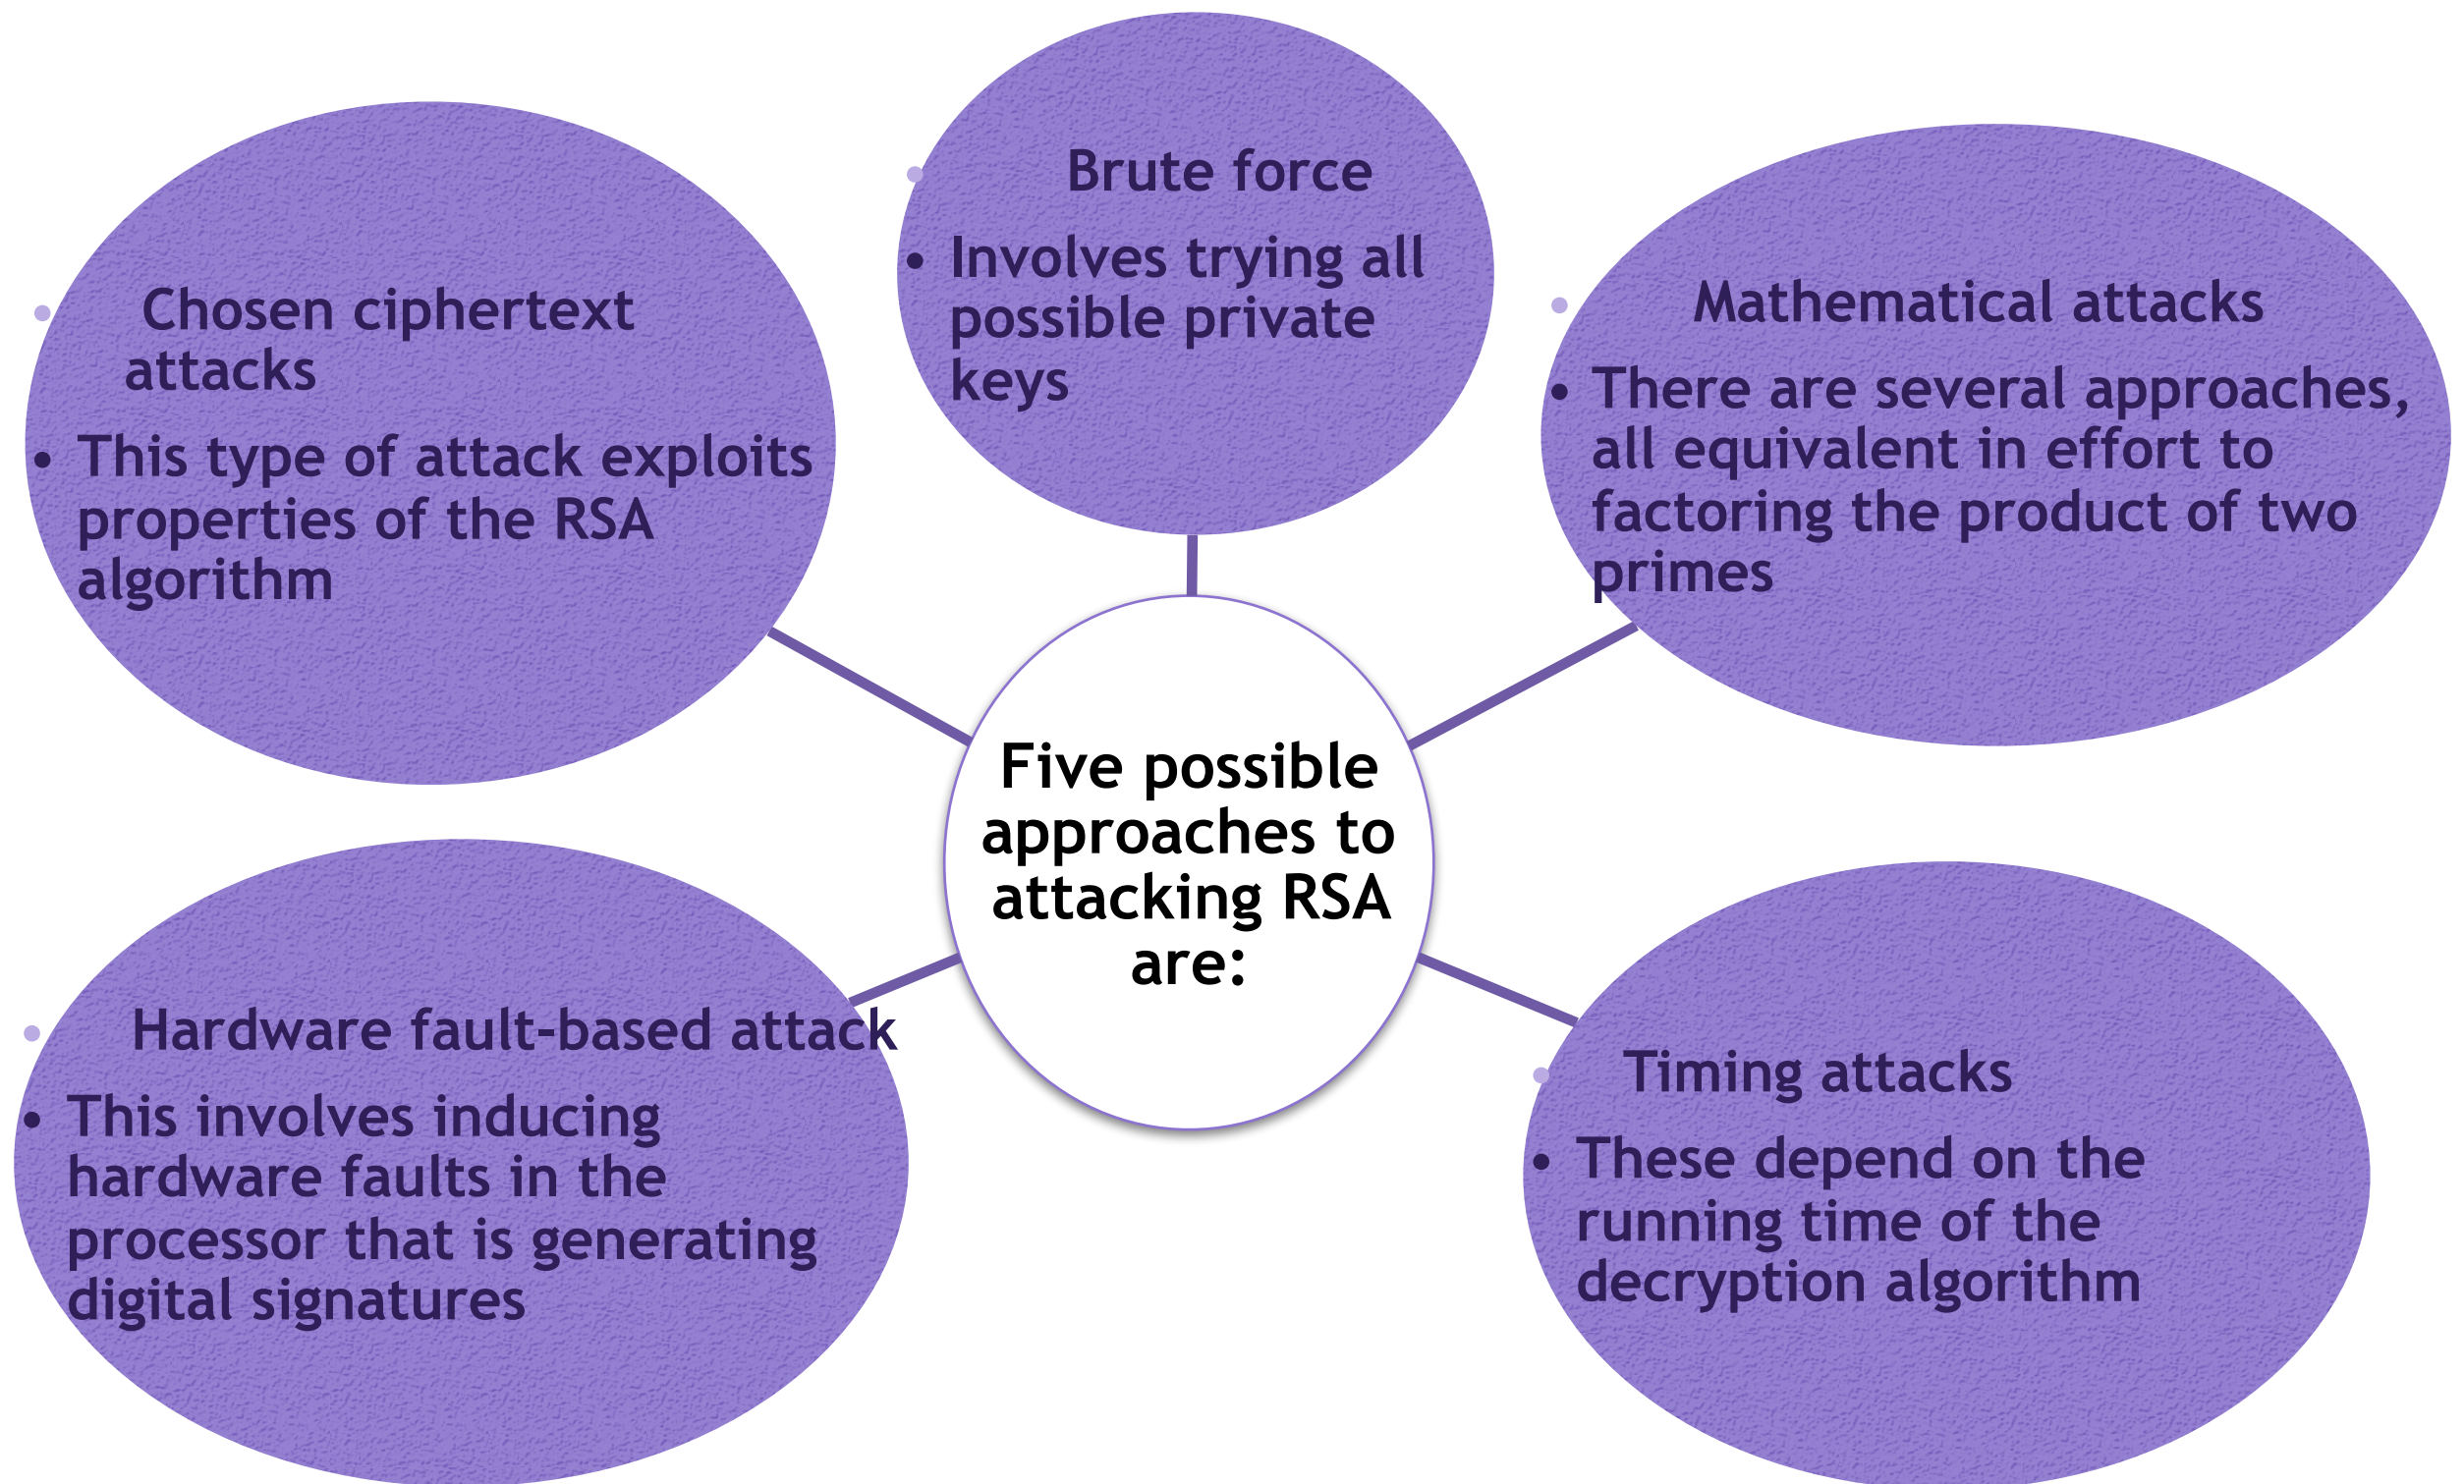 Brute force
• Involves trying all
possible private
keys
Mathematical attacks
• There are several approaches,
all equivalent in effort to
factoring the product of two
primes
Timing attacks
• These depend on the
running time of the
decryption algorithm
Hardware fault-based attack
• This involves inducing
hardware faults in the
processor that is generating
digital signatures
Chosen ciphertext
attacks
• This type of attack exploits
properties of the RSA
algorithm
Five possible
approaches to
attacking RSA
are: